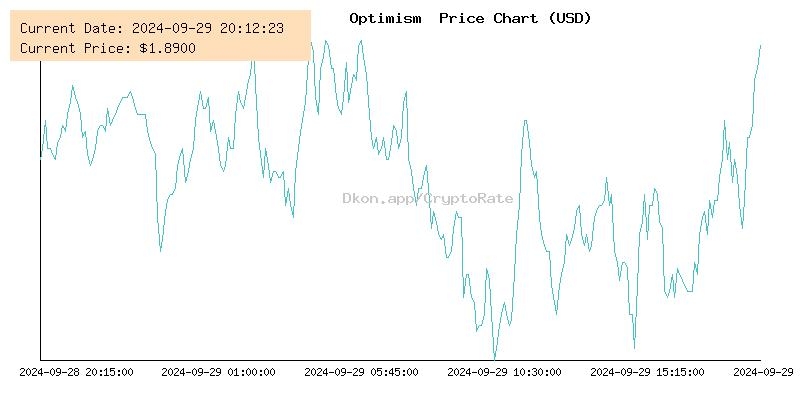 Optimism Price Chart (USD)
Current Date: 2024-09-29 20:12:23
Current Price: $1.8900
Dkon.app/CryptoRate
2024-09-28 20:15:00 2024-09-29 01:00:00 2024-09-29 05:45:00 2024-09-29 10:30:00 2024-09-29 15:15:00 2024-09-29